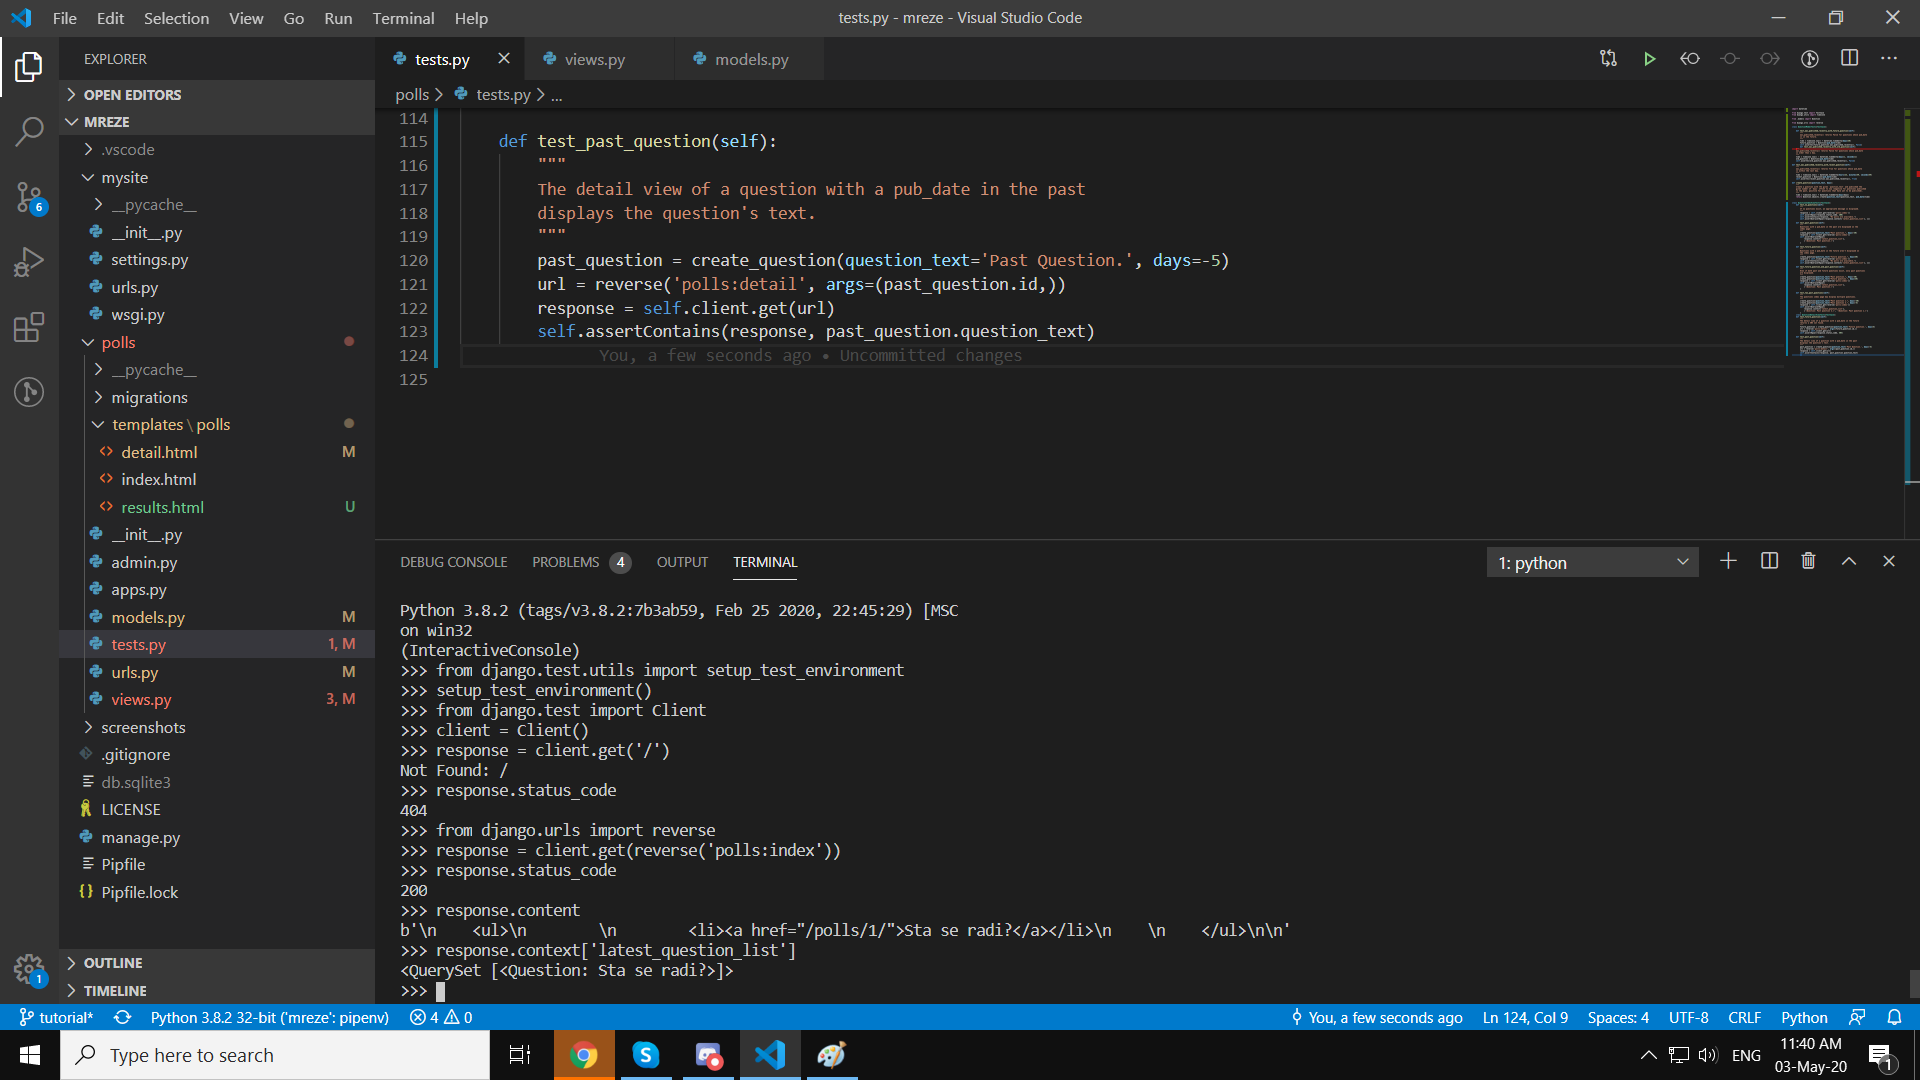 File Edit Selection View Go Run Terminal Help
tests.py - mreze - Visual Studio Code
EXPLORER
OPEN EDITORS
MREZE
.vscode
mysite
__pycache__
__init__.py
settings.py
urls.py
wsgi.py
polls
__pycache__
migrations
templates \ polls
detail.html M
index.html
results.html U
__init__.py
admin.py
apps.py
models.py M
tests.py 1, M
urls.py M
views.py 3, M
screenshots
.gitignore
db.sqlite3
LICENSE
manage.py
Pipfile
Pipfile.lock
OUTLINE
TIMELINE
6
1
tests.py views.py models.py
polls > tests.py > ...
114
115 def test_past_question(self):
116 """
117 The detail view of a question with a pub_date in the past
118 displays the question's text.
119 """
120 past_question = create_question(question_text='Past Question.', days=-5)
121 url = reverse('polls:detail', args=(past_question.id,))
122 response = self.client.get(url)
123 self.assertContains(response, past_question.question_text)
124 You, a few seconds ago • Uncommitted changes
125
DEBUG CONSOLE PROBLEMS 4 OUTPUT TERMINAL
1: python
Python 3.8.2 (tags/v3.8.2:7b3ab59, Feb 25 2020, 22:45:29) [MSC
on win32
(InteractiveConsole)
>>> from django.test.utils import setup_test_environment
>>> setup_test_environment()
>>> from django.test import Client
>>> client = Client()
>>> response = client.get('/')
Not Found: /
>>> response.status_code
404
>>> from django.urls import reverse
>>> response = client.get(reverse('polls:index'))
>>> response.status_code
200
>>> response.content
b'\n    <ul>\n        \n        <li><a href="/polls/1/">Sta se radi?</a></li>\n    \n    </ul>\n\n'
>>> response.context['latest_question_list']
<QuerySet [<Question: Sta se radi?>]>
>>>
tutorial* Python 3.8.2 32-bit ('mreze': pipenv) 4 0
You, a few seconds ago Ln 124, Col 9 Spaces: 4 UTF-8 CRLF Python
Type here to search
ENG
11:40 AM
03-May-20
1